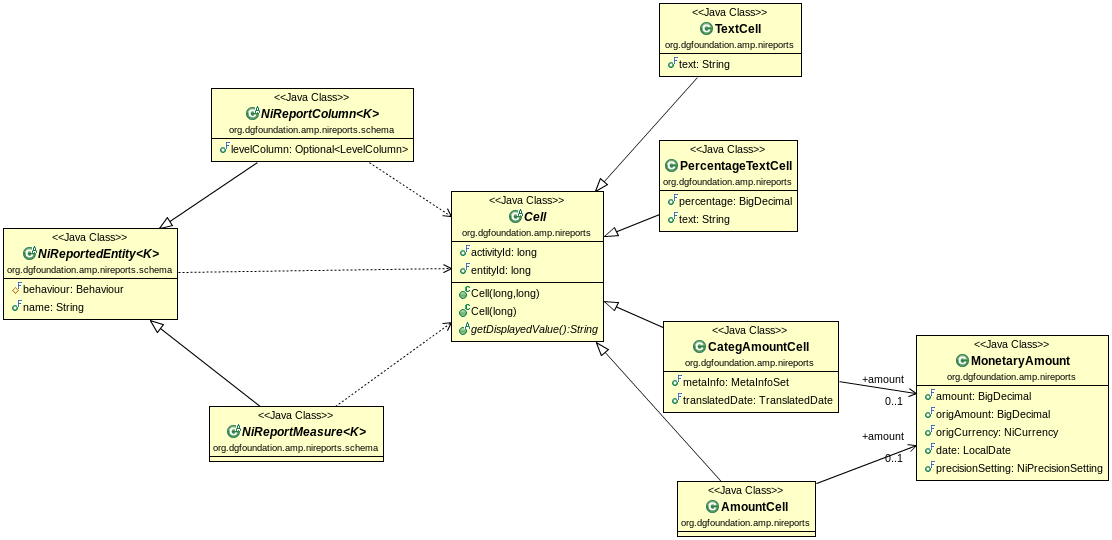 <<Java Class>>
TextCell
org.dgfoundation.amp.nireports
text: String
<<Java Class>>
NiReportColumn<K>
org.dgfoundation.amp.nireports.schema
levelColumn: Optional<LevelColumn>
<<Java Class>>
PercentageTextCell
org.dgfoundation.amp.nireports
percentage: BigDecimal
text: String
<<Java Class>>
Cell
org.dgfoundation.amp.nireports
activityId: long
entityId: long
Cell(long,long)
Cell(long)
getDisplayedValue():String
<<Java Class>>
NiReportedEntity<K>
org.dgfoundation.amp.nireports.schema
behaviour: Behaviour
name: String
<<Java Class>>
CategAmountCell
org.dgfoundation.amp.nireports
metaInfo: MetaInfoSet
translatedDate: TranslatedDate
+amount
0..1
<<Java Class>>
MonetaryAmount
org.dgfoundation.amp.nireports
amount: BigDecimal
origAmount: BigDecimal
origCurrency: NiCurrency
date: LocalDate
precisionSetting: NiPrecisionSetting
+amount
0..1
<<Java Class>>
NiReportMeasure<K>
org.dgfoundation.amp.nireports.schema
<<Java Class>>
AmountCell
org.dgfoundation.amp.nireports